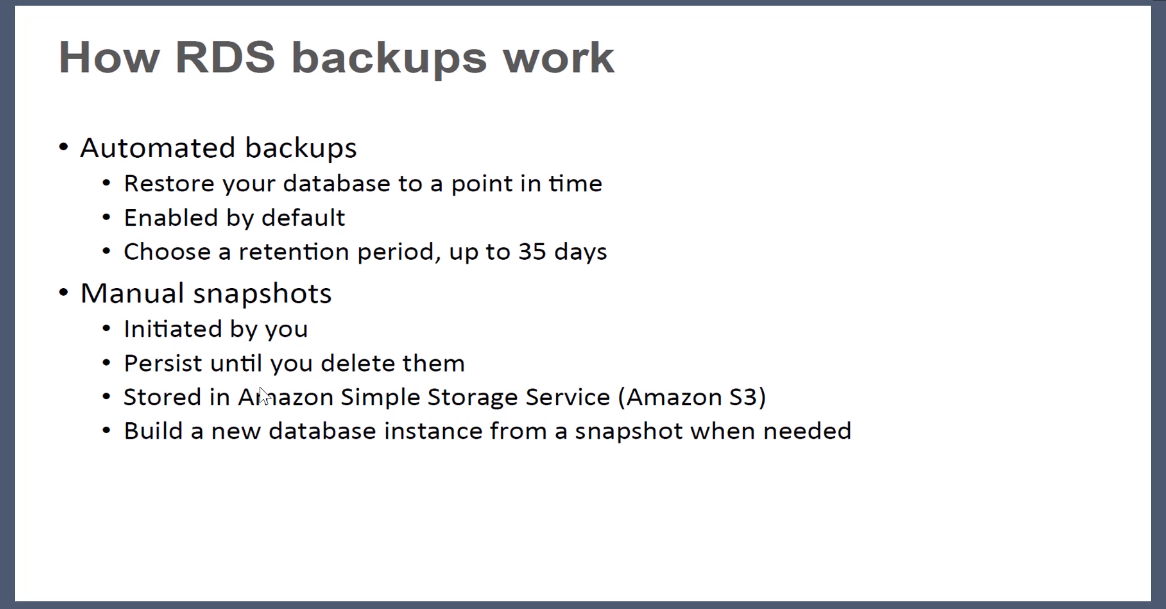 How RDS backups work
• Automated backups
• Restore your database to a point in time
• Enabled by default
• Choose a retention period, up to 35 days
• Manual snapshots
• Initiated by you
• Persist until you delete them
• Stored in Amazon Simple Storage Service (Amazon S3)
• Build a new database instance from a snapshot when needed